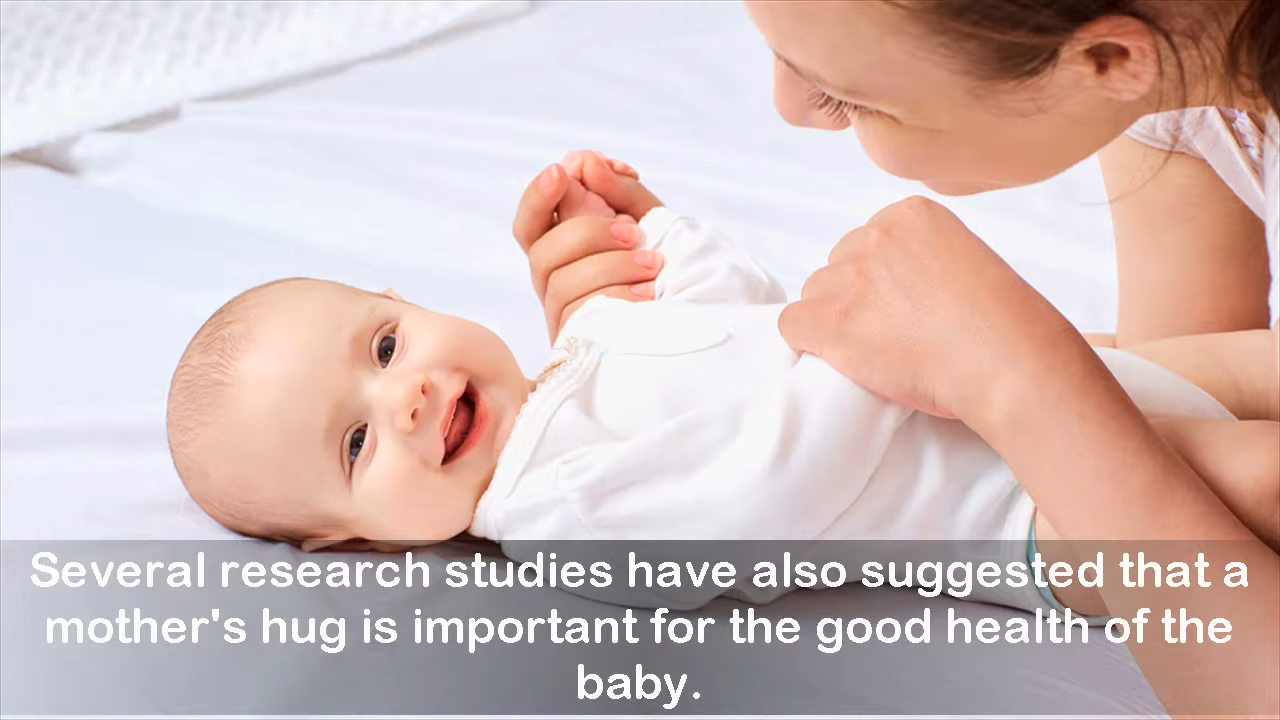 Several research studies have also suggested that a
mother's hug is important for the good health of the
baby.